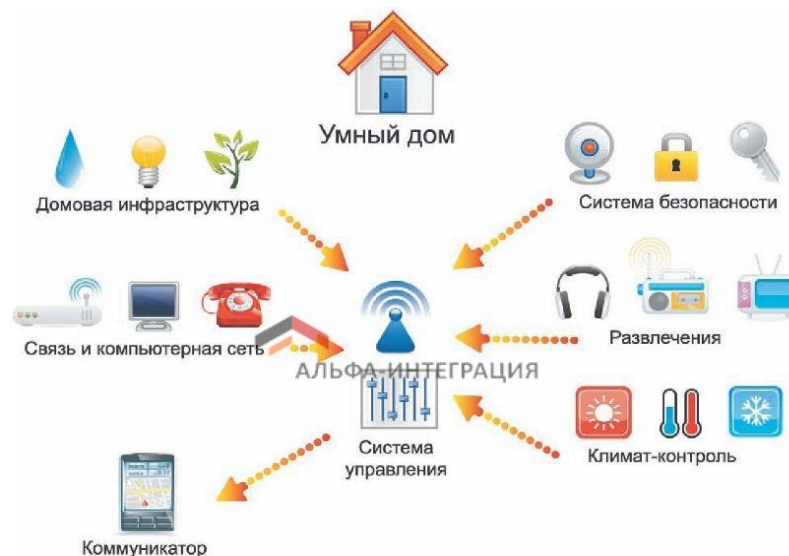 Умный дом
Домовая инфраструктура
Система безопасности
Связь и компьютерная сеть
Развлечения
АЛЬФА-ИНТЕГРАЦИЯ
Система
управления
Климат-контроль
Коммуникатор